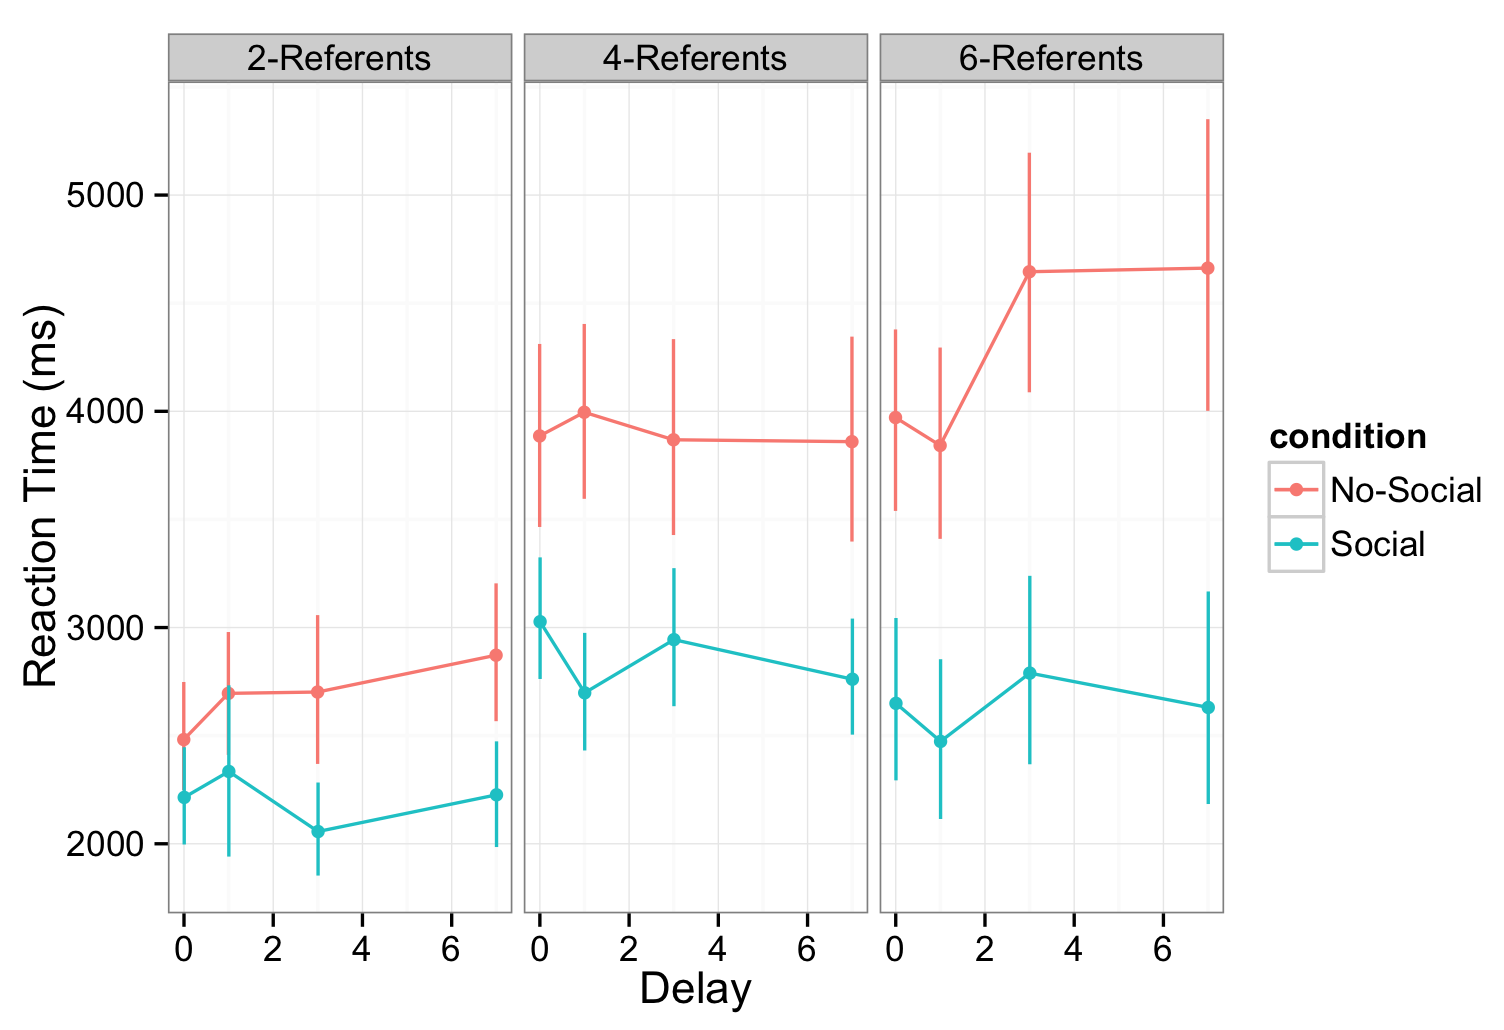 2-Referents 4-Referents 6-Referents
Reaction Time (ms)
5000
4000
3000
2000
0 2 4 6 0 2 4 6 0 2 4 6
Delay
condition
No-Social
Social